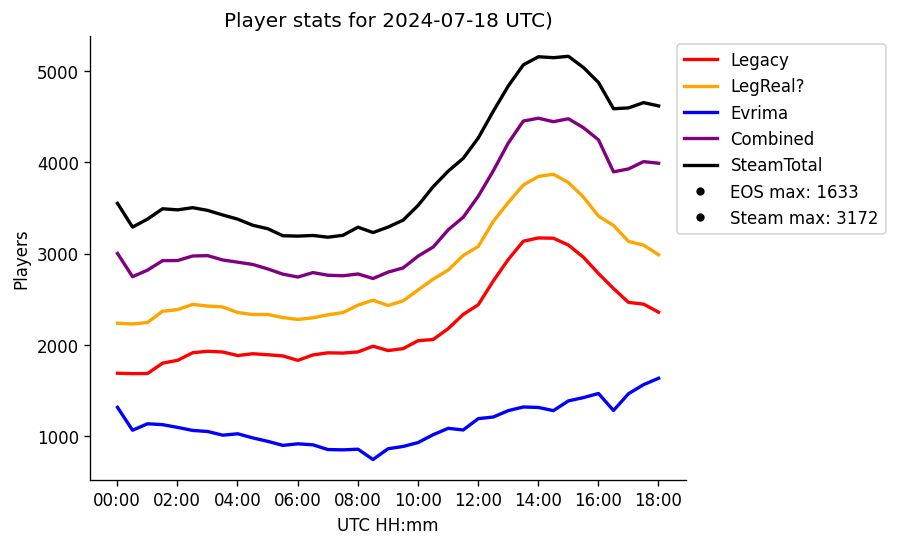 Player stats for 2024-07-18 UTC)
Players
5000
4000
3000
2000
1000
00:00 02:00 04:00 06:00 08:00 10:00 12:00 14:00 16:00 18:00
UTC HH:mm
Legacy
LegReal?
Evrima
Combined
SteamTotal
EOS max: 1633
Steam max: 3172